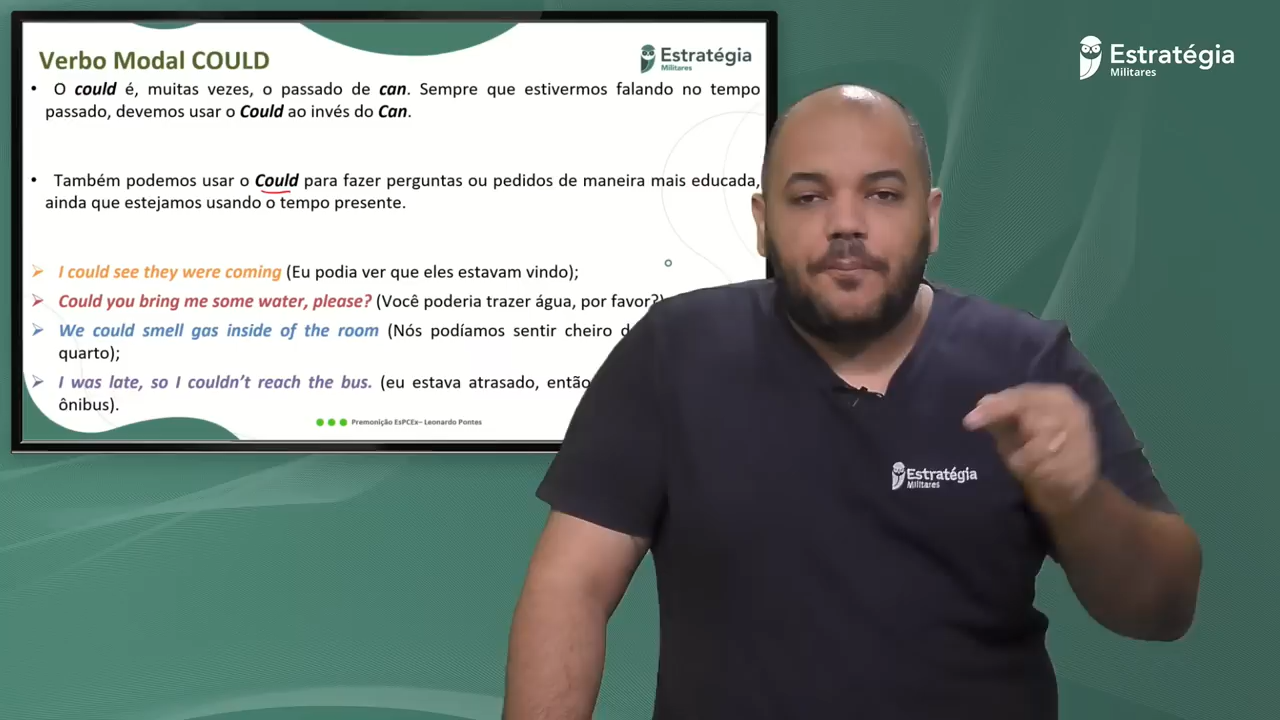 Verbo Modal COULD
Estratégia
Militares
• O could é, muitas vezes, o passado de can. Sempre que estivermos falando no tempo
passado, devemos usar o Could ao invés do Can.
• Também podemos usar o Could para fazer perguntas ou pedidos de maneira mais educada,
ainda que estejamos usando o tempo presente.
➢ I could see they were coming (Eu podia ver que eles estavam vindo);
➢ Could you bring me some water, please? (Você poderia trazer água, por favor?)
➢ We could smell gas inside of the room (Nós podíamos sentir cheiro
quarto);
➢ I was late, so I couldn't reach the bus. (eu estava atrasado, então
ônibus).
Premonição EsPCEx– Leonardo Pontes
Estratégia
Militares
Estratégia
Militares